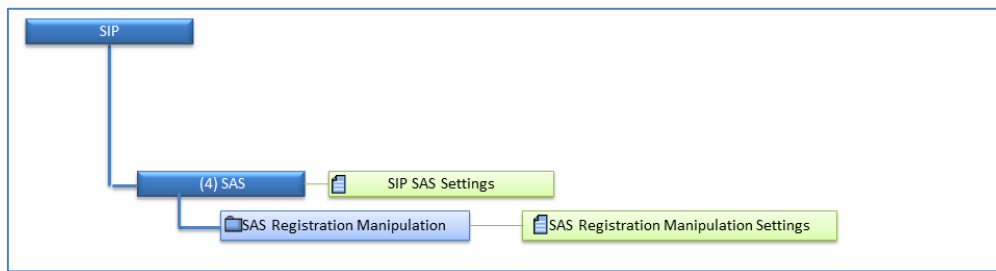 SIP
(4) SAS
SIP SAS Settings
SAS Registration Manipulation
SAS Registration Manipulation Settings